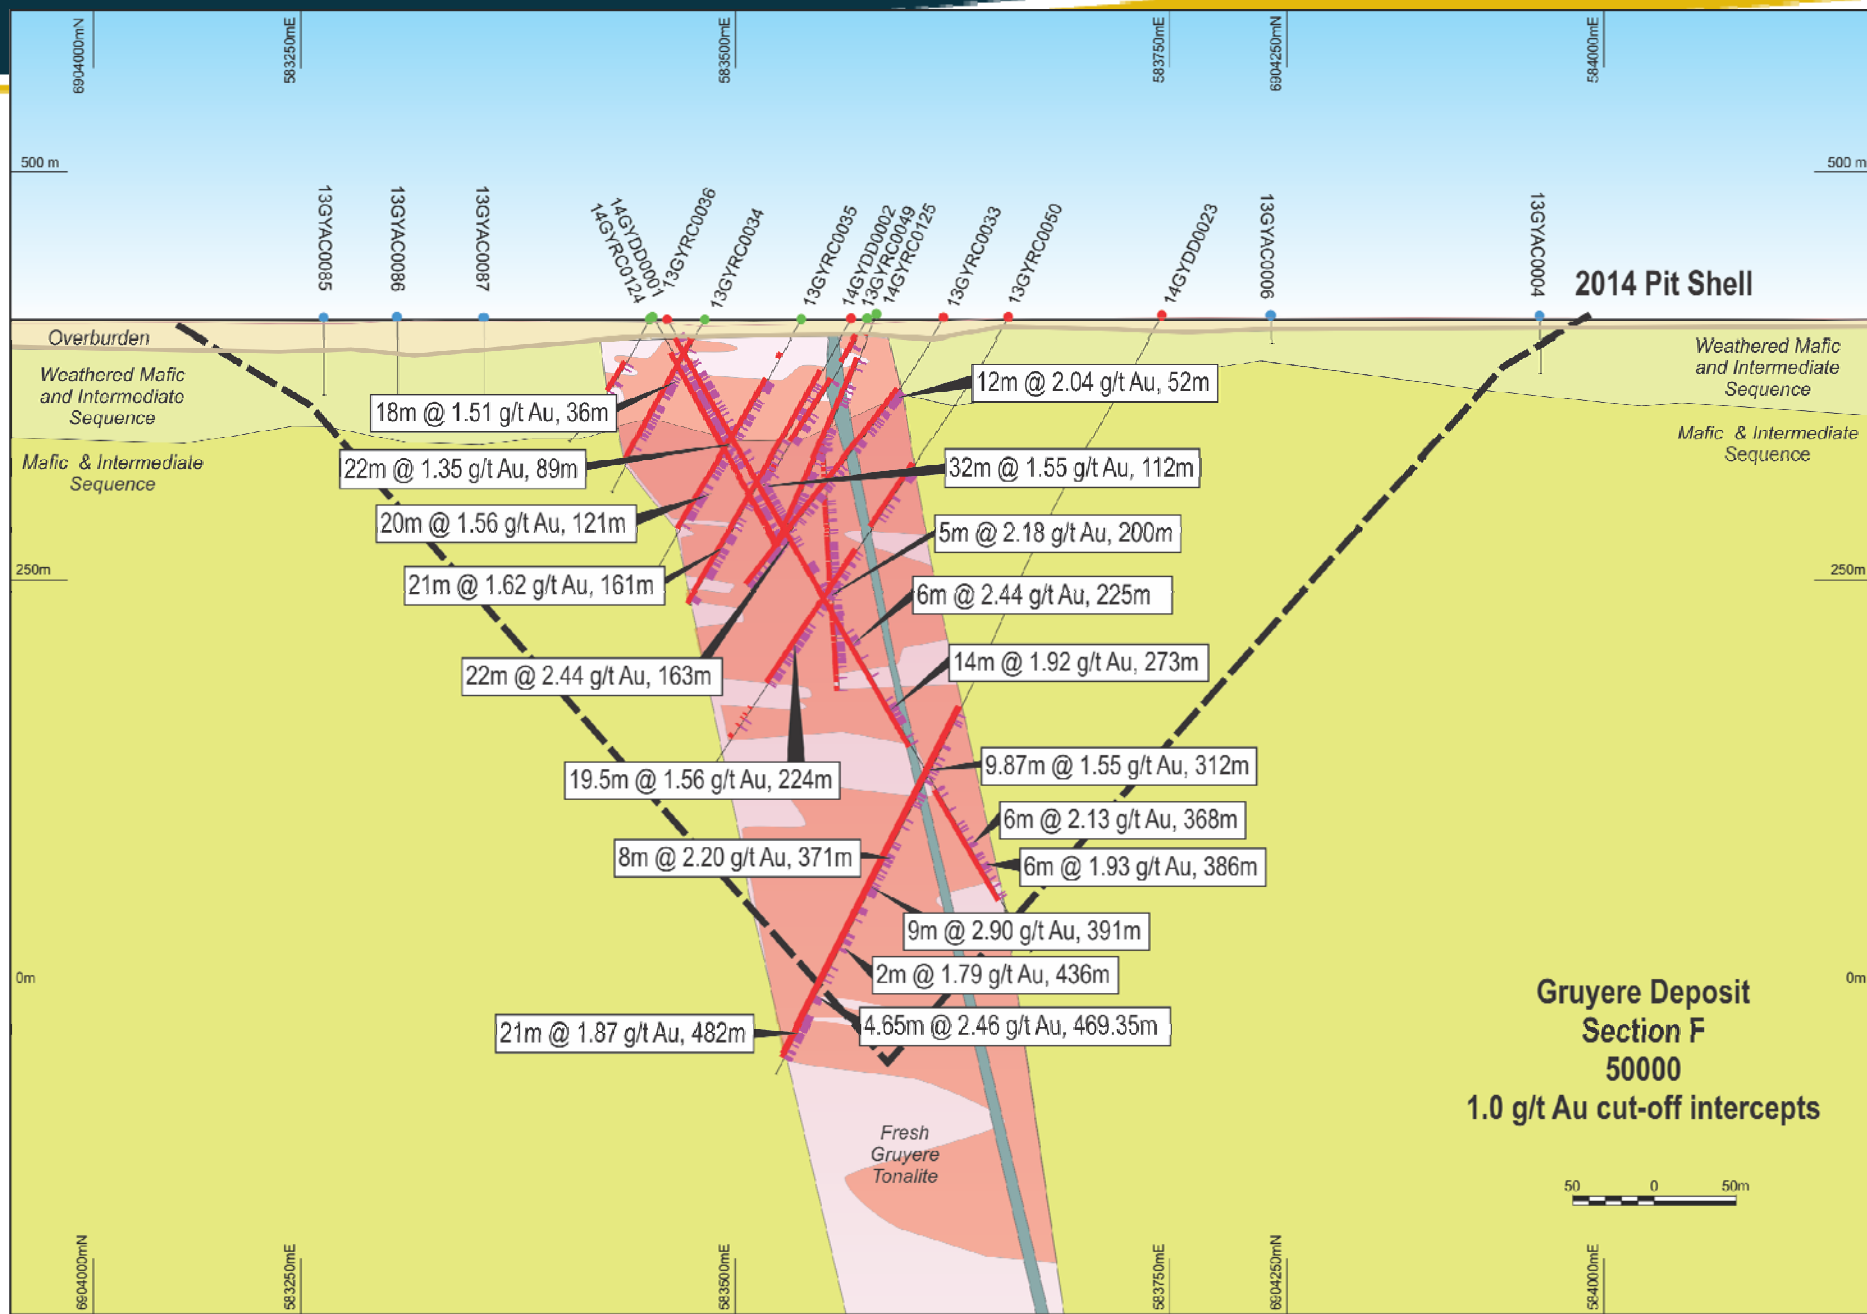 6904000mN
583250mE
583500mE
583750mE
6904250mN
584000mE
500 m
500 m
13GYAC0085
13GYAC0086
13GYAC0087
14GYRC0124
14GYDD0001
13GYRC0036
13GYRC0034
13GYRC0035
14GYDD0002
13GYRC0049
14GYRC0125
13GYRC0033
13GYRC0050
14GYDD0023
13GYAC0006
13GYAC0004
2014 Pit Shell
Overburden
Weathered Mafic
and Intermediate
Sequence
Mafic & Intermediate
Sequence
Weathered Mafic
and Intermediate
Sequence
Mafic & Intermediate
Sequence
12m @ 2.04 g/t Au, 52m
18m @ 1.51 g/t Au, 36m
22m @ 1.35 g/t Au, 89m
32m @ 1.55 g/t Au, 112m
20m @ 1.56 g/t Au, 121m
5m @ 2.18 g/t Au, 200m
250m
250m
21m @ 1.62 g/t Au, 161m
6m @ 2.44 g/t Au, 225m
22m @ 2.44 g/t Au, 163m
14m @ 1.92 g/t Au, 273m
19.5m @ 1.56 g/t Au, 224m
9.87m @ 1.55 g/t Au, 312m
6m @ 2.13 g/t Au, 368m
8m @ 2.20 g/t Au, 371m
6m @ 1.93 g/t Au, 386m
9m @ 2.90 g/t Au, 391m
2m @ 1.79 g/t Au, 436m
0m
0m
21m @ 1.87 g/t Au, 482m
4.65m @ 2.46 g/t Au, 469.35m
Gruyere Deposit
Section F
50000
1.0 g/t Au cut-off intercepts
Fresh
Gruyere
Tonalite
50 0 50m
6904000mN
583250mE
583500mE
583750mE
6904250mN
584000mE